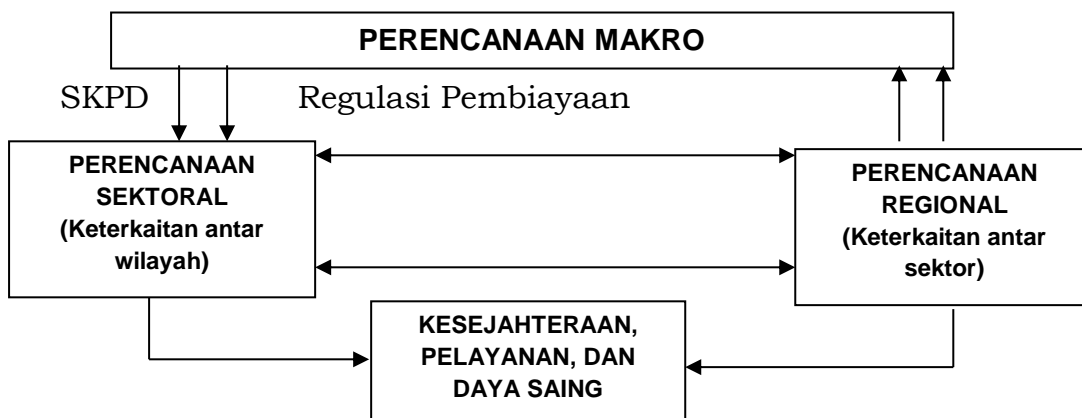 PERENCANAAN MAKRO
SKPD
Regulasi Pembiayaan
PERENCANAAN
SEKTORAL
(Keterkaitan antar
wilayah)
PERENCANAAN
REGIONAL
(Keterkaitan antar
sektor)
KESEJAHTERAAN,
PELAYANAN, DAN
DAYA SAING